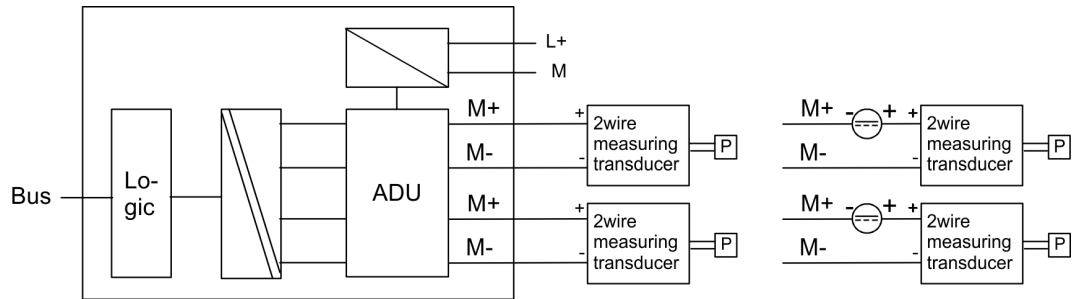 L+
M
M+
+
2wire
measuring
transducer
P
M-
-
Bus
Lo-
gic
ADU
M+
+
2wire
measuring
transducer
P
M-
-
M+
- +
+
2wire
measuring
transducer
P
M-
-
M+
- +
+
2wire
measuring
transducer
P
M-
-